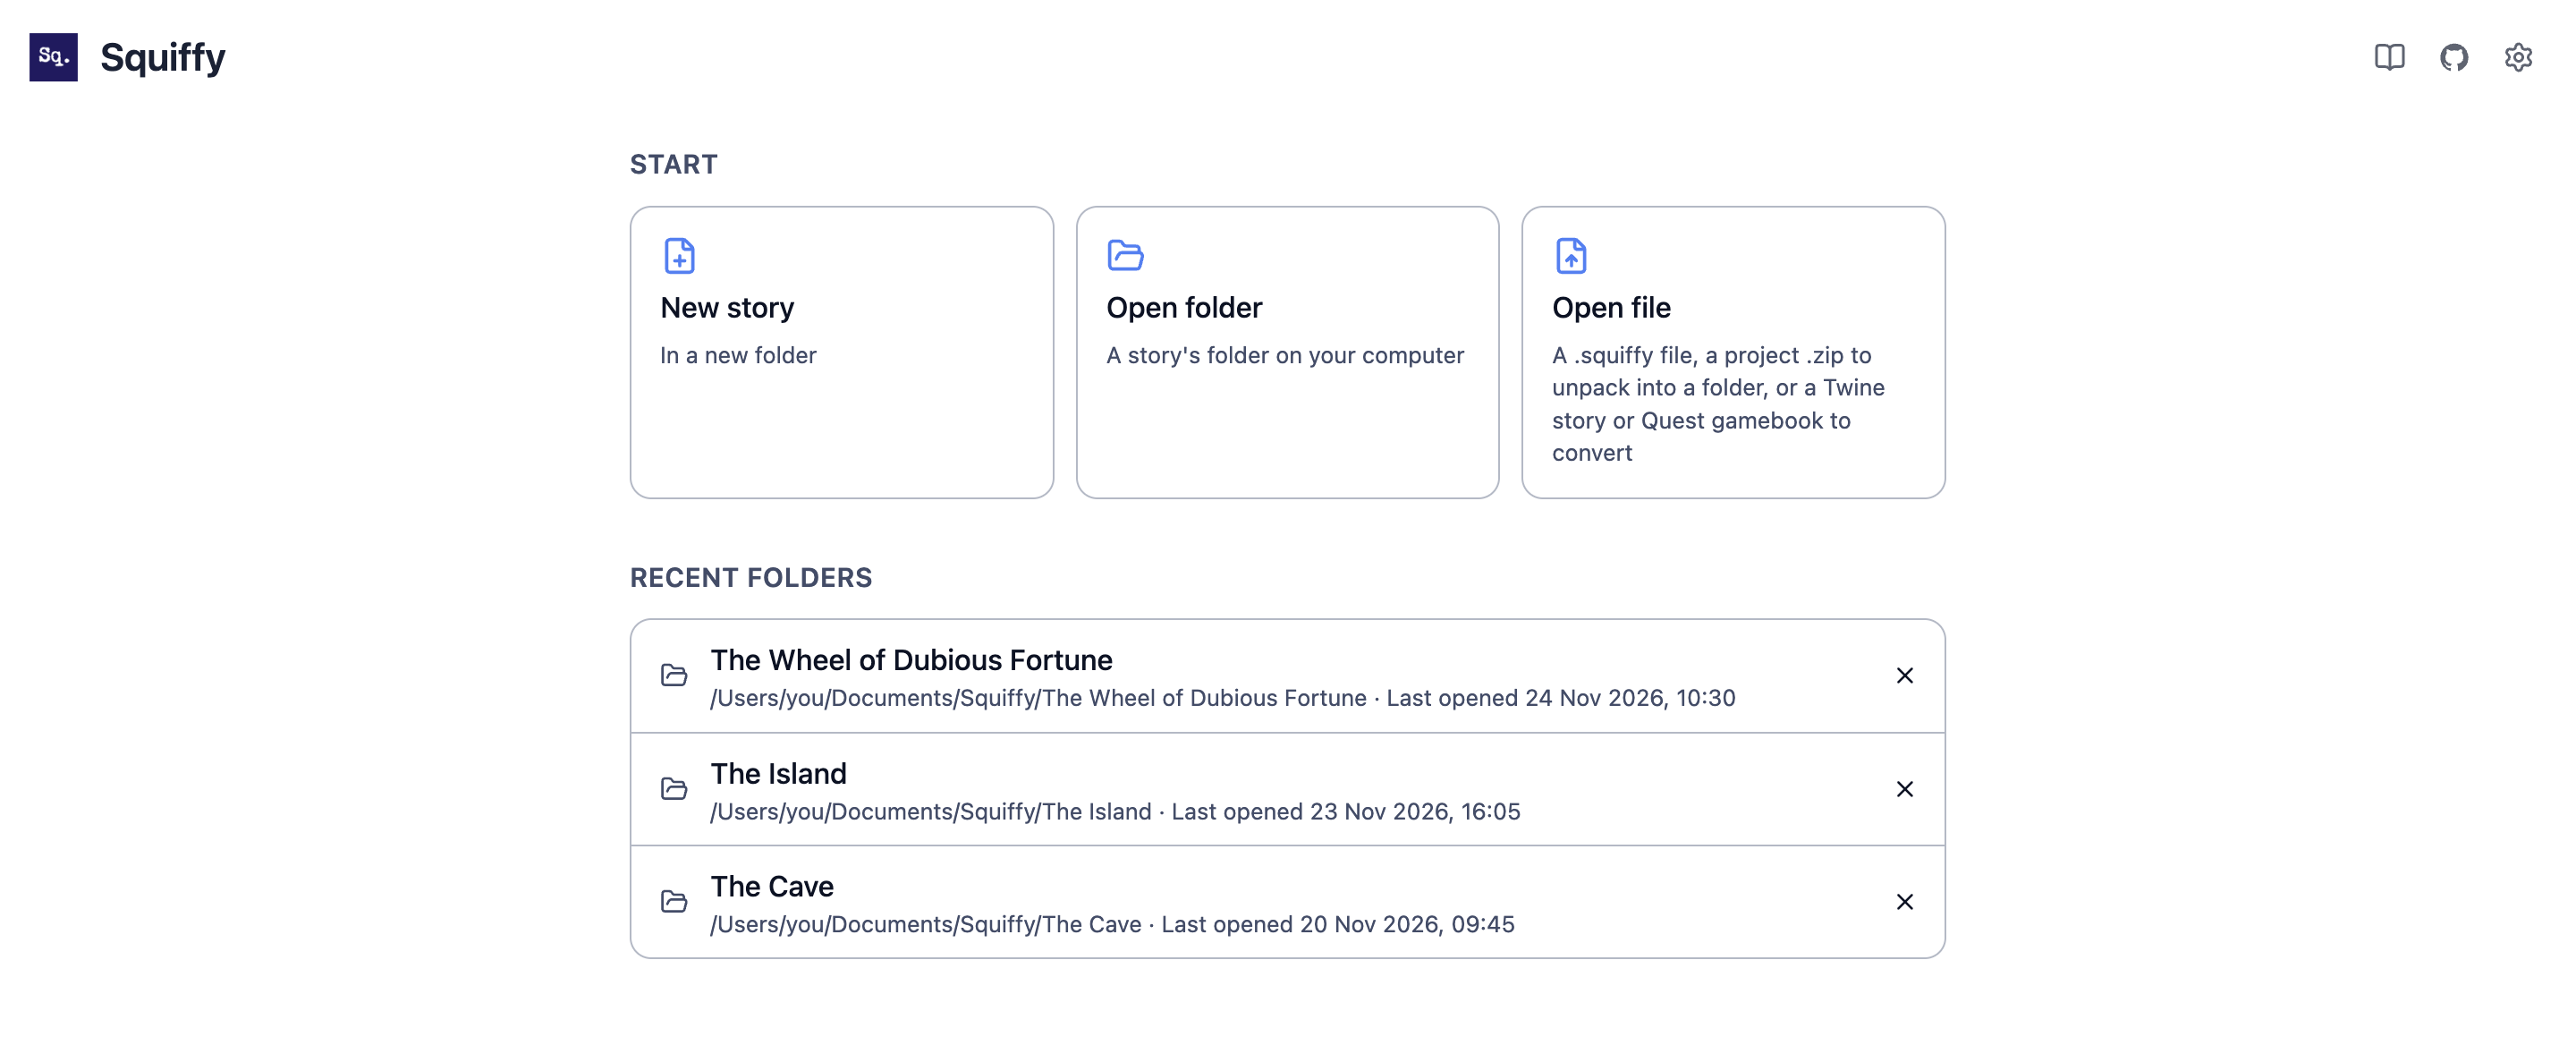 Sq.
Squiffy
START
New story
In a new folder
Open folder
A story's folder on your computer
Open file
A .squiffy file, a project .zip to
unpack into a folder, or a Twine
story or Quest gamebook to
convert
RECENT FOLDERS
The Wheel of Dubious Fortune
/Users/you/Documents/Squiffy/The Wheel of Dubious Fortune · Last opened 24 Nov 2026, 10:30
The Island
/Users/you/Documents/Squiffy/The Island · Last opened 23 Nov 2026, 16:05
The Cave
/Users/you/Documents/Squiffy/The Cave · Last opened 20 Nov 2026, 09:45